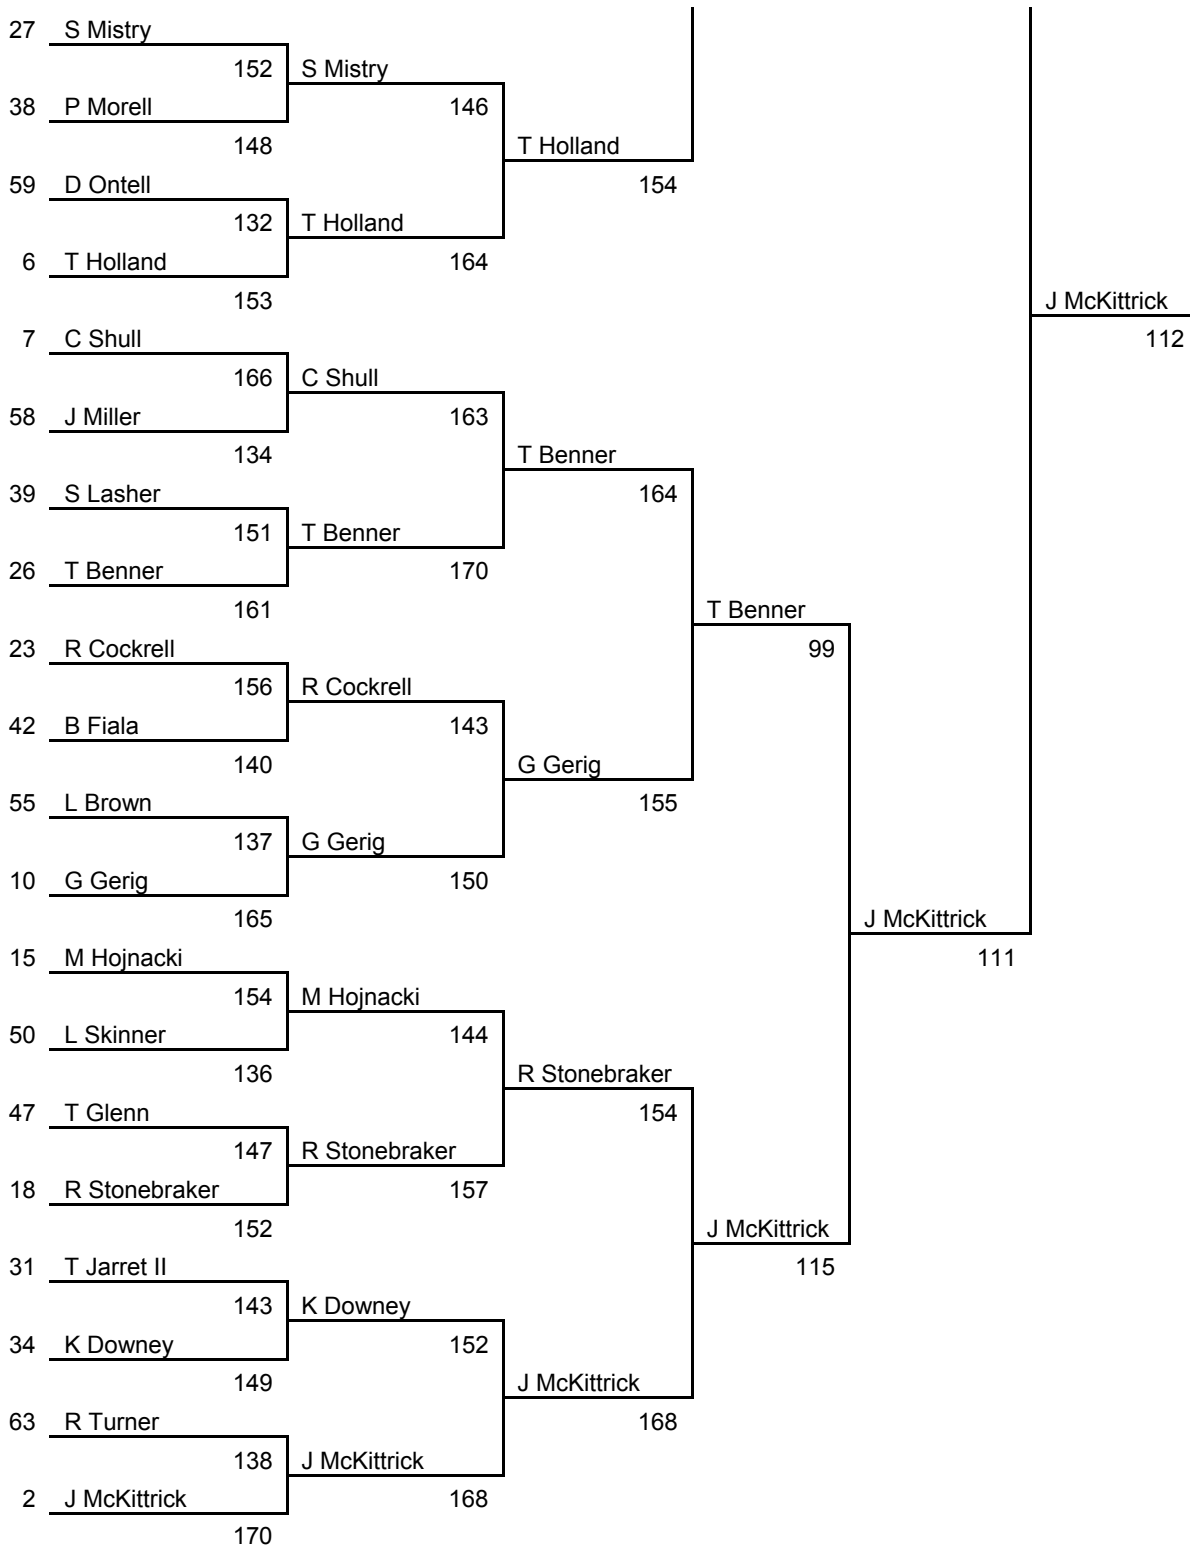 27 S Mistry
152 S Mistry
38 P Morell 146
148 T Holland
59 D Ontell 154
132 T Holland
6 T Holland 164
153 J McKittrick
7 C Shull 112
166 C Shull
58 J Miller 163
134 T Benner
39 S Lasher 164
151 T Benner
26 T Benner 170
161 T Benner
23 R Cockrell 99
156 R Cockrell
42 B Fiala 143
140 G Gerig
55 L Brown 155
137 G Gerig
10 G Gerig 150
165 J McKittrick
15 M Hojnacki 111
154 M Hojnacki
50 L Skinner 144
136 R Stonebraker
47 T Glenn 154
147 R Stonebraker
18 R Stonebraker 157
152 J McKittrick
31 T Jarret II 115
143 K Downey
34 K Downey 152
149 J McKittrick
63 R Turner 168
138 J McKittrick
2 J McKittrick 168
170